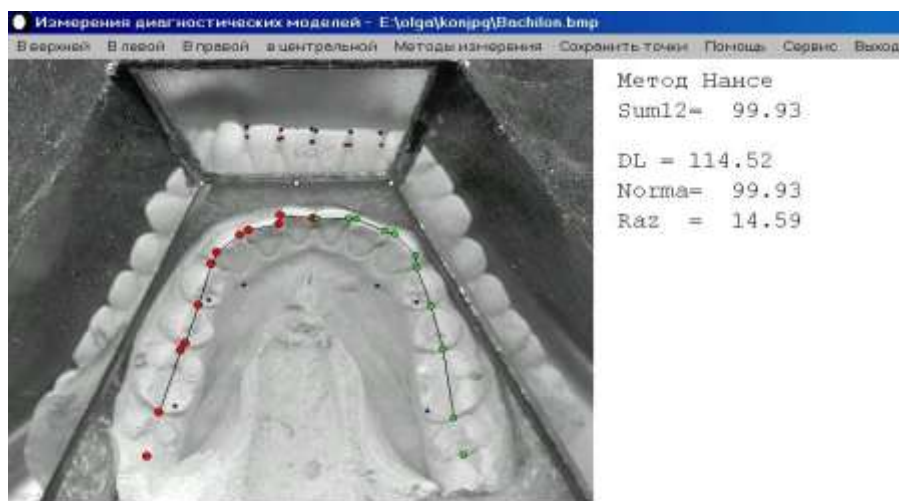 Измерения диагностических моделей - E:\olga\konjpg\Bachilon.bmp
В верхней В левой В правой в центральной Методы измерения Сохранить точки Помощь Сервис Выход
Метод Нансе
Sum12= 99.93
DL = 114.52
Norma= 99.93
Raz = 14.59